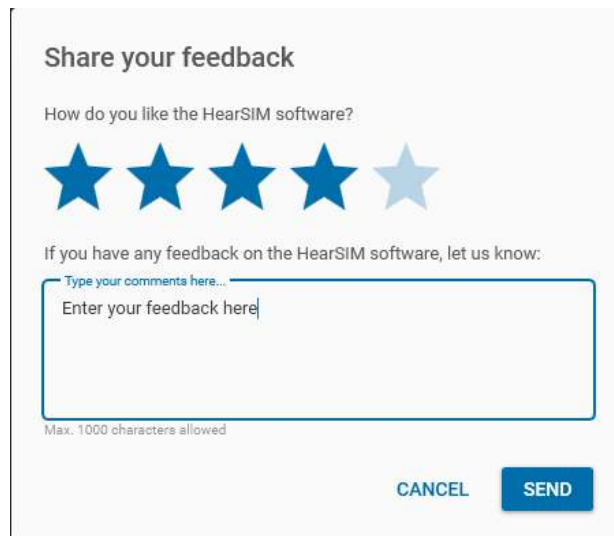 Share your feedback
How do you like the HearSIM software?
If you have any feedback on the HearSIM software, let us know:
Type your comments here...
Enter your feedback here
Max. 1000 characters allowed
CANCEL
SEND